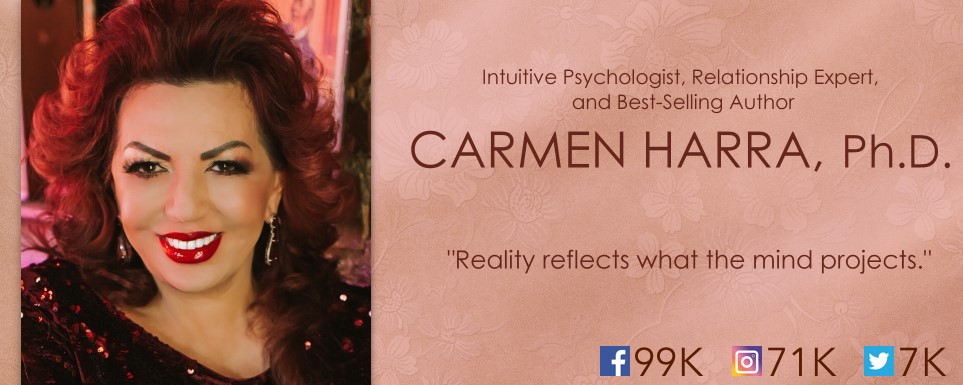 Intuitive Psychologist, Relationship Expert,
and Best-Selling Author
CARMEN HARRA, Ph.D.
"Reality reflects what the mind projects."
99K 71K 7K